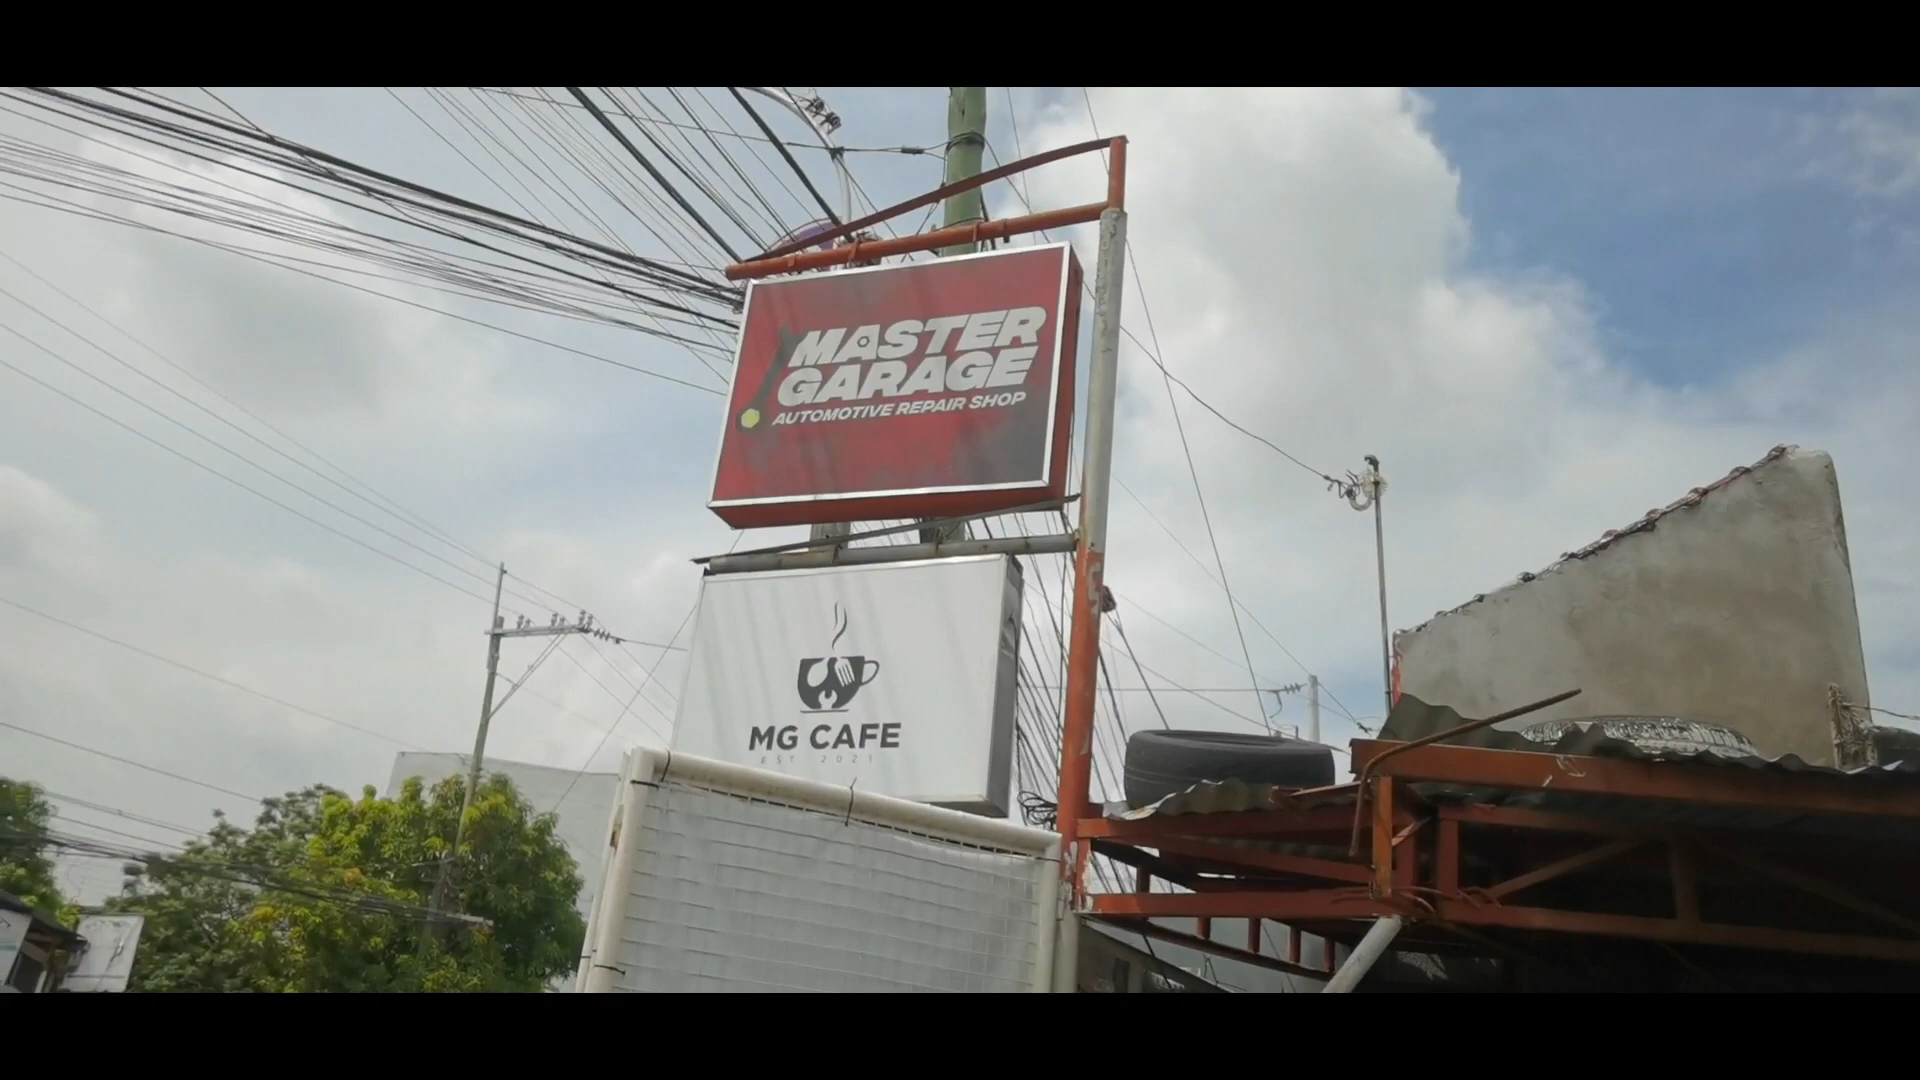 MASTER
GARAGE
AUTOMOTIVE REPAIR SHOP
MG CAFE
EST 2021